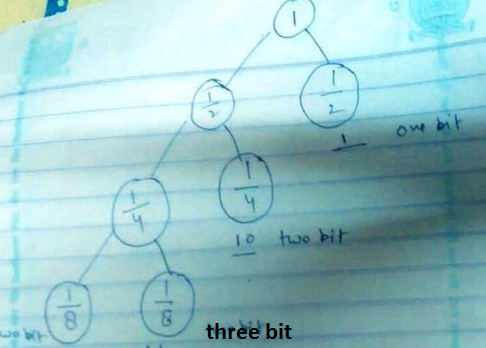 1
1/2 1/2
1 one bit
1/4 1/4
10 two bit
1/8 1/8
three bit